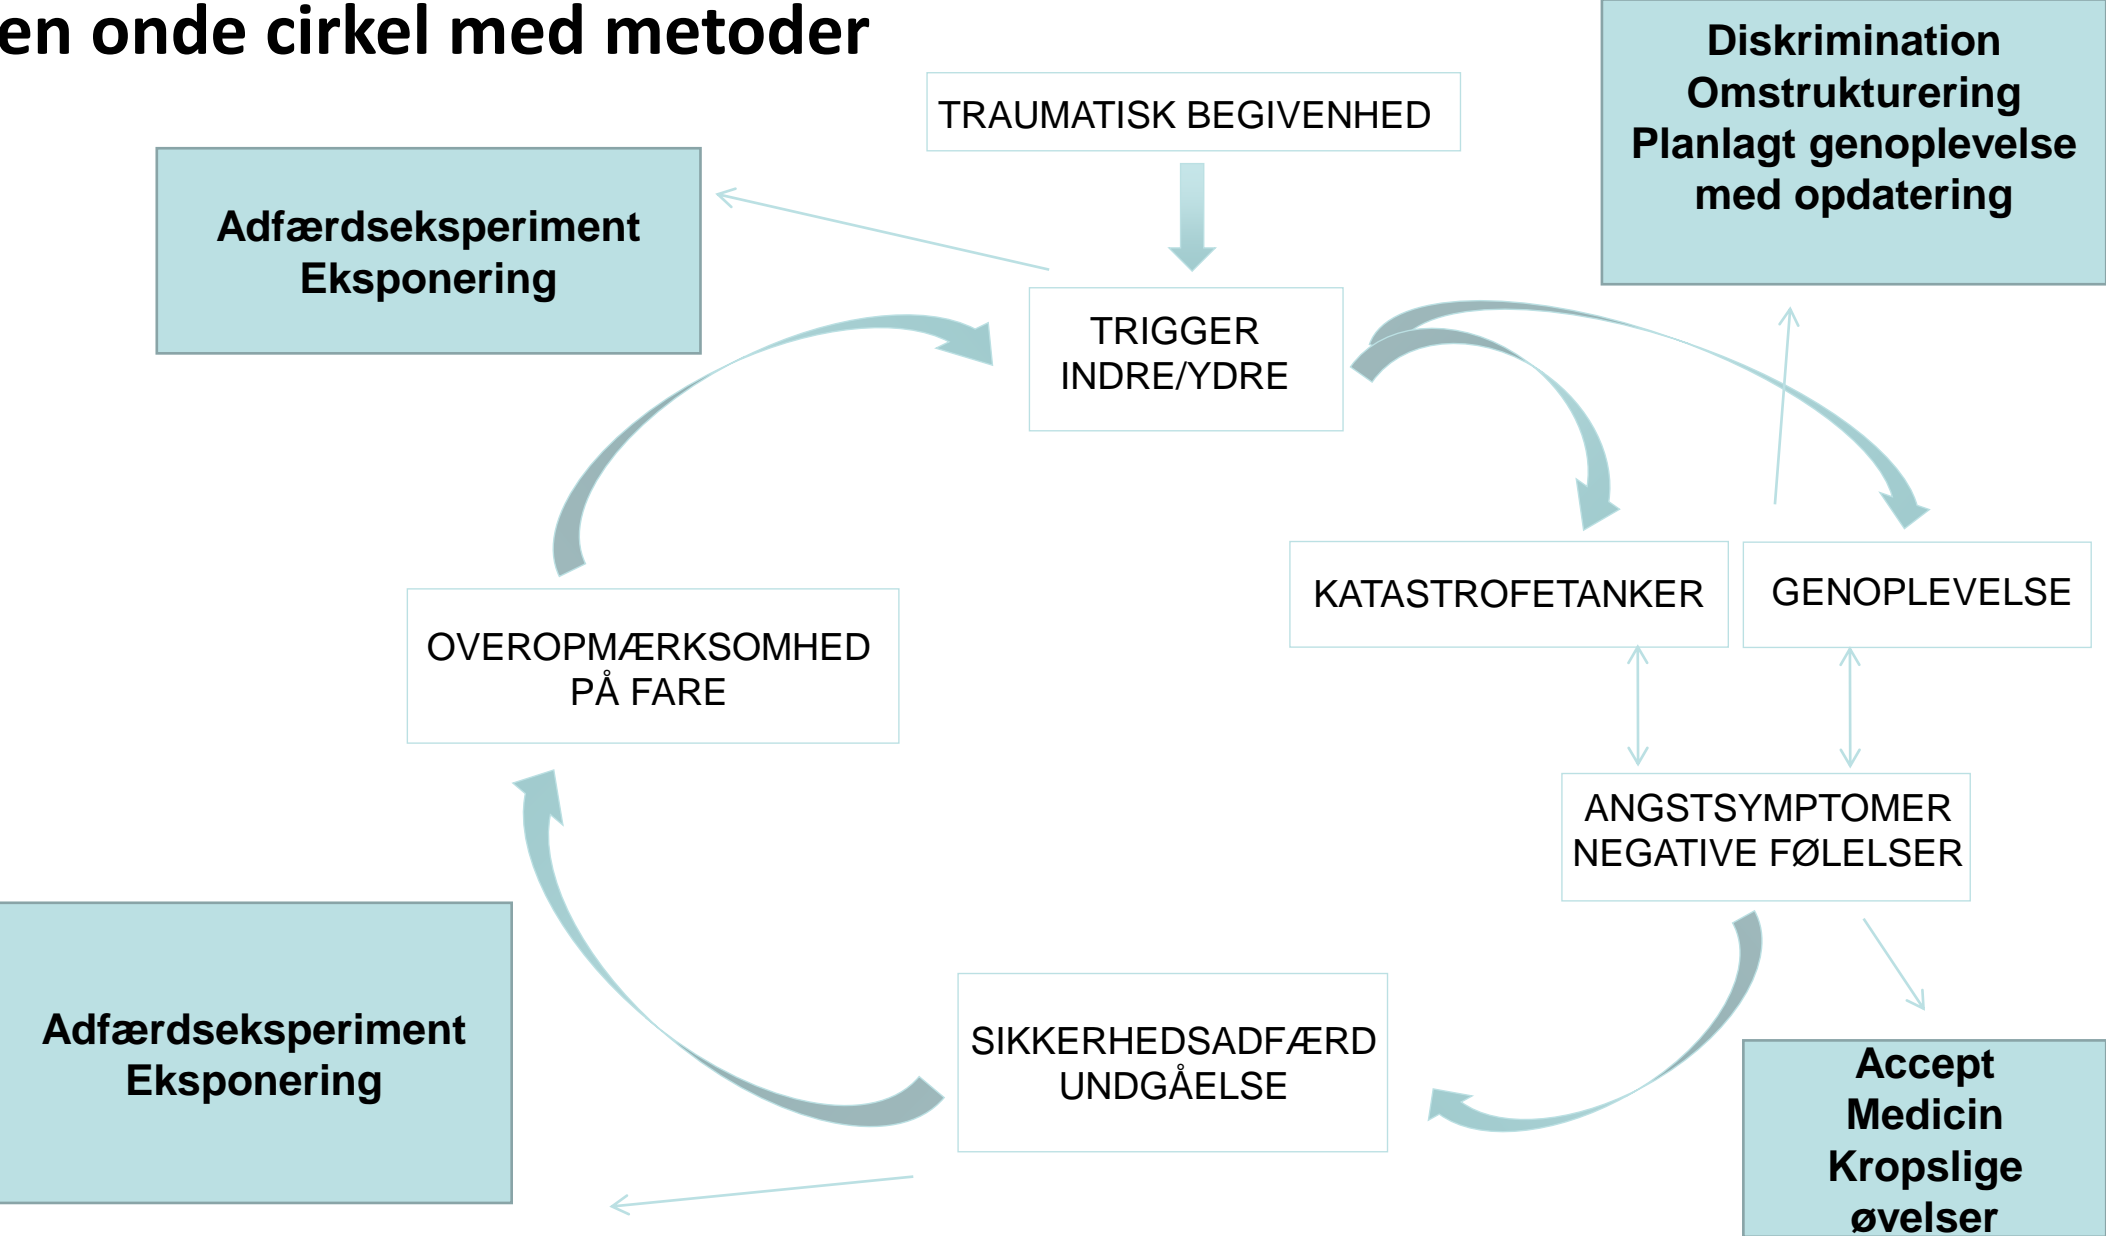 en onde cirkel med metoder
Diskrimination
Omstrukturering
Planlagt genoplevelse
med opdatering
TRAUMATISK BEGIVENHED
Adfærdseksperiment
Eksponering
TRIGGER
INDRE/YDRE
KATASTROFETANKER
GENOPLEVELSE
OVEROPMÆRKSOMHED
PÅ FARE
ANGSTSYMPTOMER
NEGATIVE FØLELSER
SIKKERHEDSADFÆRD
UNDGÅELSE
Adfærdseksperiment
Eksponering
Accept
Medicin
Kropslige
øvelser